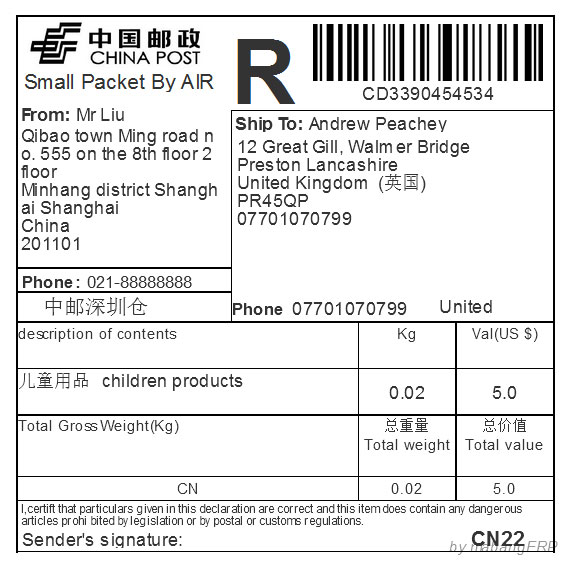 中国邮政
CHINA POST
Small Packet By AIR
R
CD3390454534
From: Mr Liu
Qibao town Ming road n
o. 555 on the 8th floor 2
floor
Minhang district Shangh
ai Shanghai
China
201101
Phone: 021-88888888
中邮深圳仓
Ship To: Andrew Peachey
12 Great Gill, Walmer Bridge
Preston Lancashire
United Kingdom (英国)
PR45QP
07701070799
Phone 07701070799 United
description of contents Kg Val(US $)
儿童用品 children products 0.02 5.0
Total GrossWeight(Kg) 总重量 总价值
Total weight Total value
CN 0.02 5.0
I,certift that particulars given in this declaration are correct and this item does contain any dangerous
articles prohi bited by legislation or by postal or customs regulations.
Sender's signature: CN22
by mabangERP